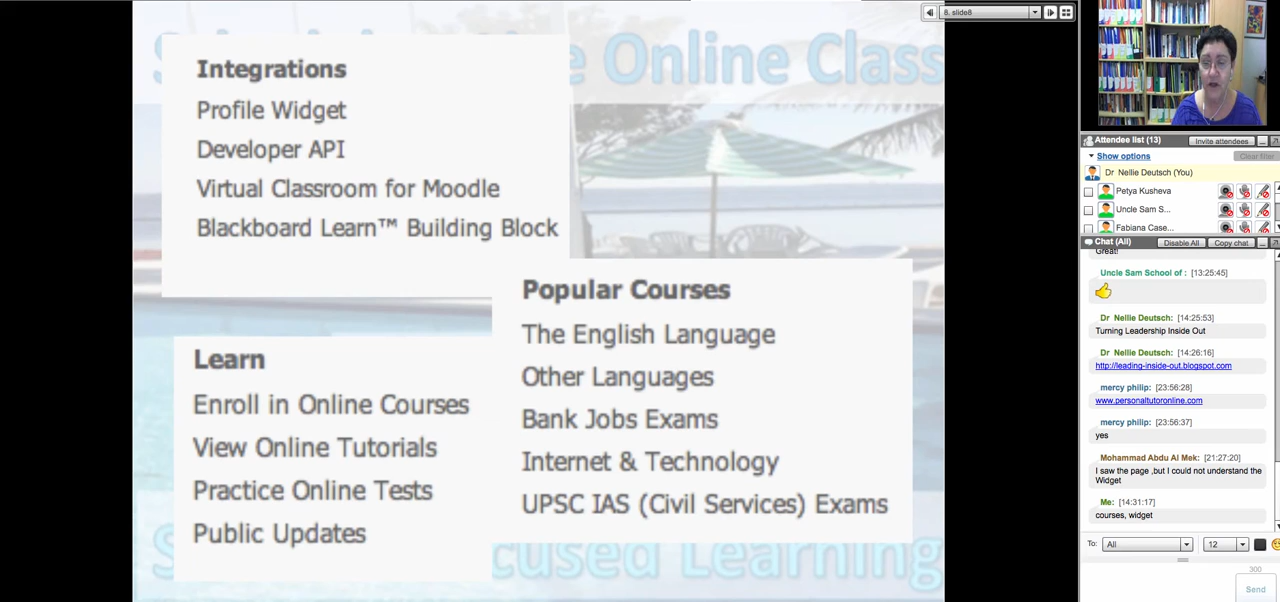 8. slide8
e Online Class
Integrations
Profile Widget
Developer API
Virtual Classroom for Moodle
Blackboard Learn™ Building Block
Popular Courses
The English Language
Other Languages
Bank Jobs Exams
Internet & Technology
UPSC IAS (Civil Services) Exams
Learn
Enroll in Online Courses
View Online Tutorials
Practice Online Tests
Public Updates
cused Learning
Attendee list (13)
Invite attendees
Show options
Clear filter
Dr Nellie Deutsch (You)
Petya Kusheva
Uncle Sam S...
Fabiana Case...
Chat (All)
Disable All
Copy chat
Great!
Uncle Sam School of : [13:25:45]
Dr Nellie Deutsch: [14:25:53]
Turning Leadership Inside Out
Dr Nellie Deutsch: [14:26:16]
http://leading-inside-out.blogspot.com
mercy philip: [23:56:28]
www.personaltutoronline.com
mercy philip: [23:56:37]
yes
Mohammad Abdu Al Mek: [21:27:20]
I saw the page ,but I could not understand the
Widget
Me: [14:31:17]
courses, widget
To: All 12
300
Send